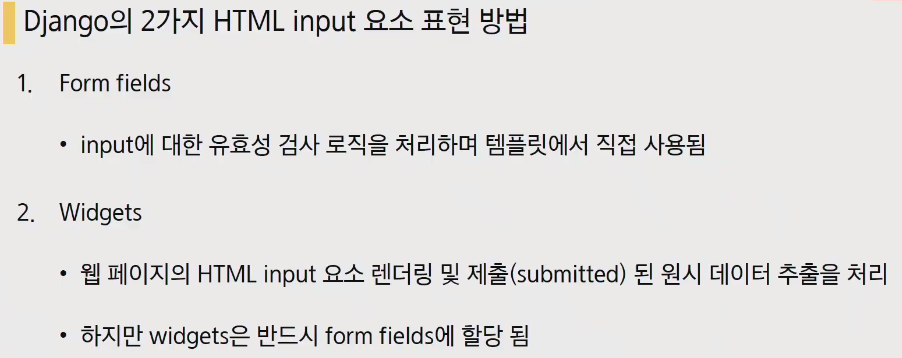 Django의 2가지 HTML input 요소 표현 방법
1. Form fields
• input에 대한 유효성 검사 로직을 처리하며 템플릿에서 직접 사용됨
2. Widgets
• 웹 페이지의 HTML input 요소 렌더링 및 제출(submitted) 된 원시 데이터 추출을 처리
• 하지만 widgets은 반드시 form fields에 할당 됨